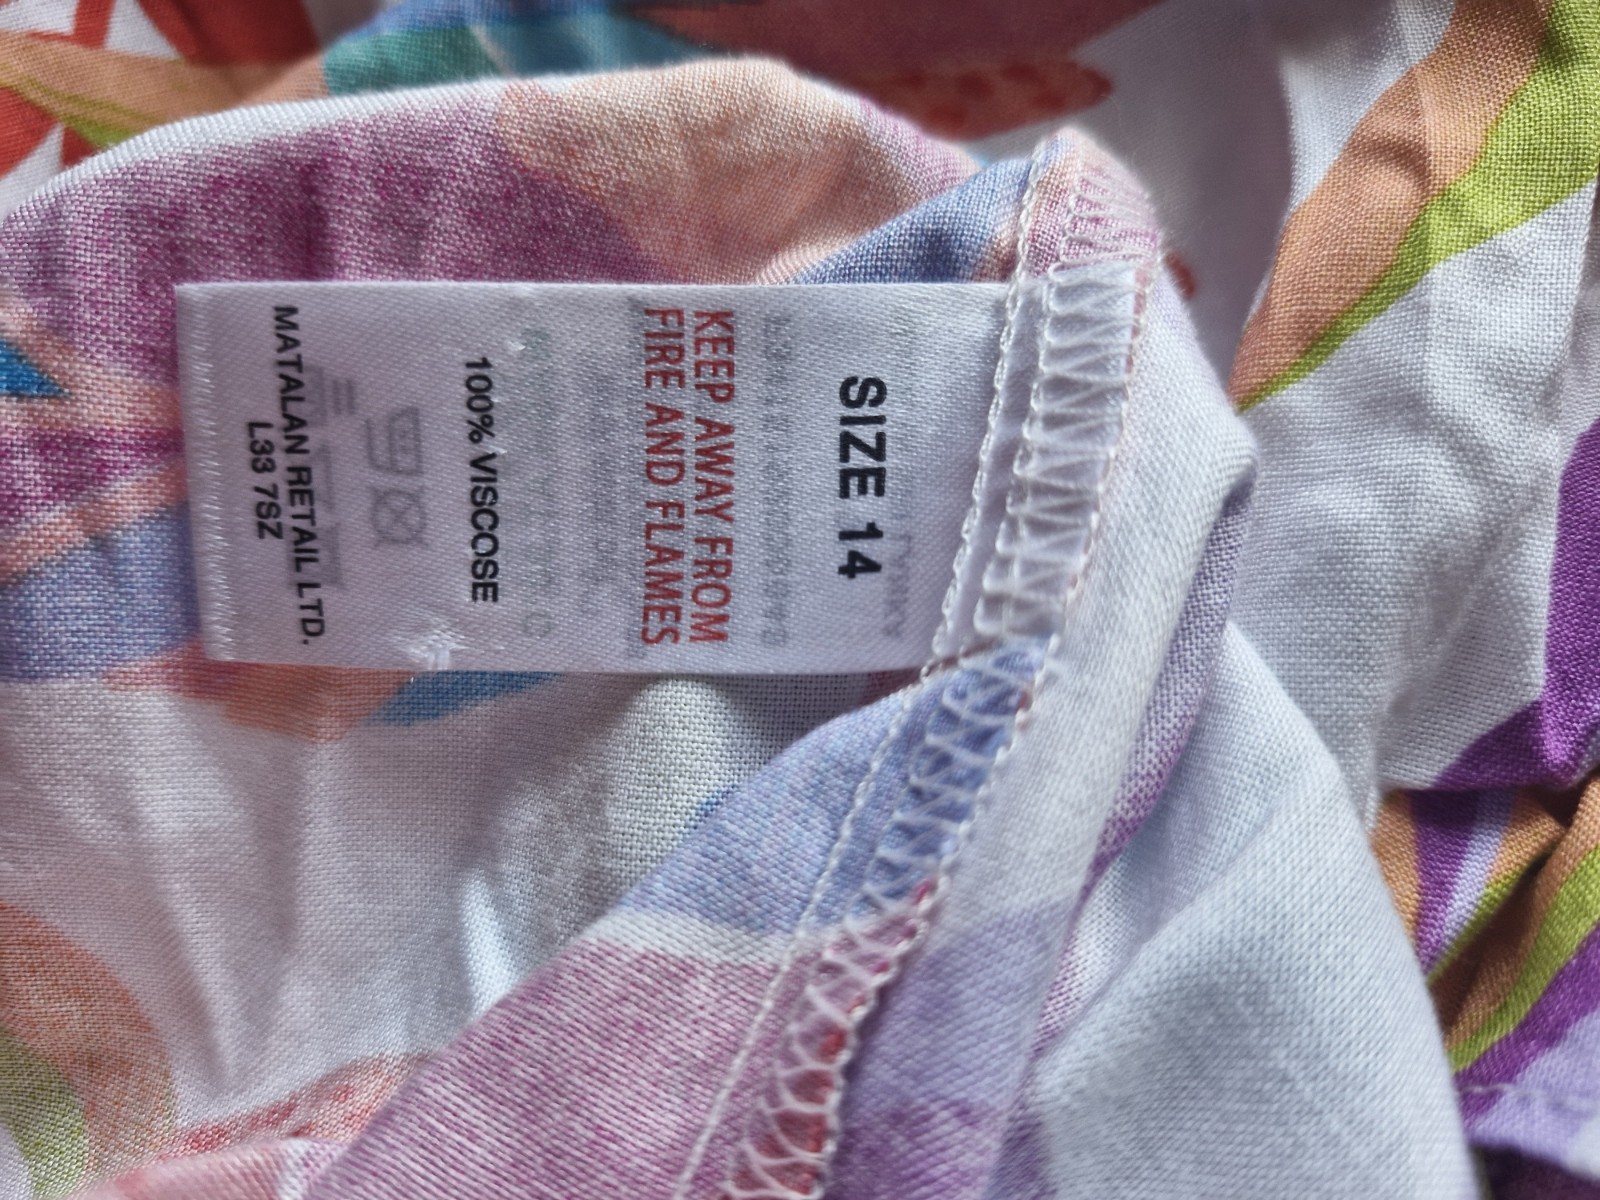 SIZE 14
KEEP AWAY FROM
FIRE AND FLAMES
100% VISCOSE
MATALAN RETAIL LTD.
L33 7SZ